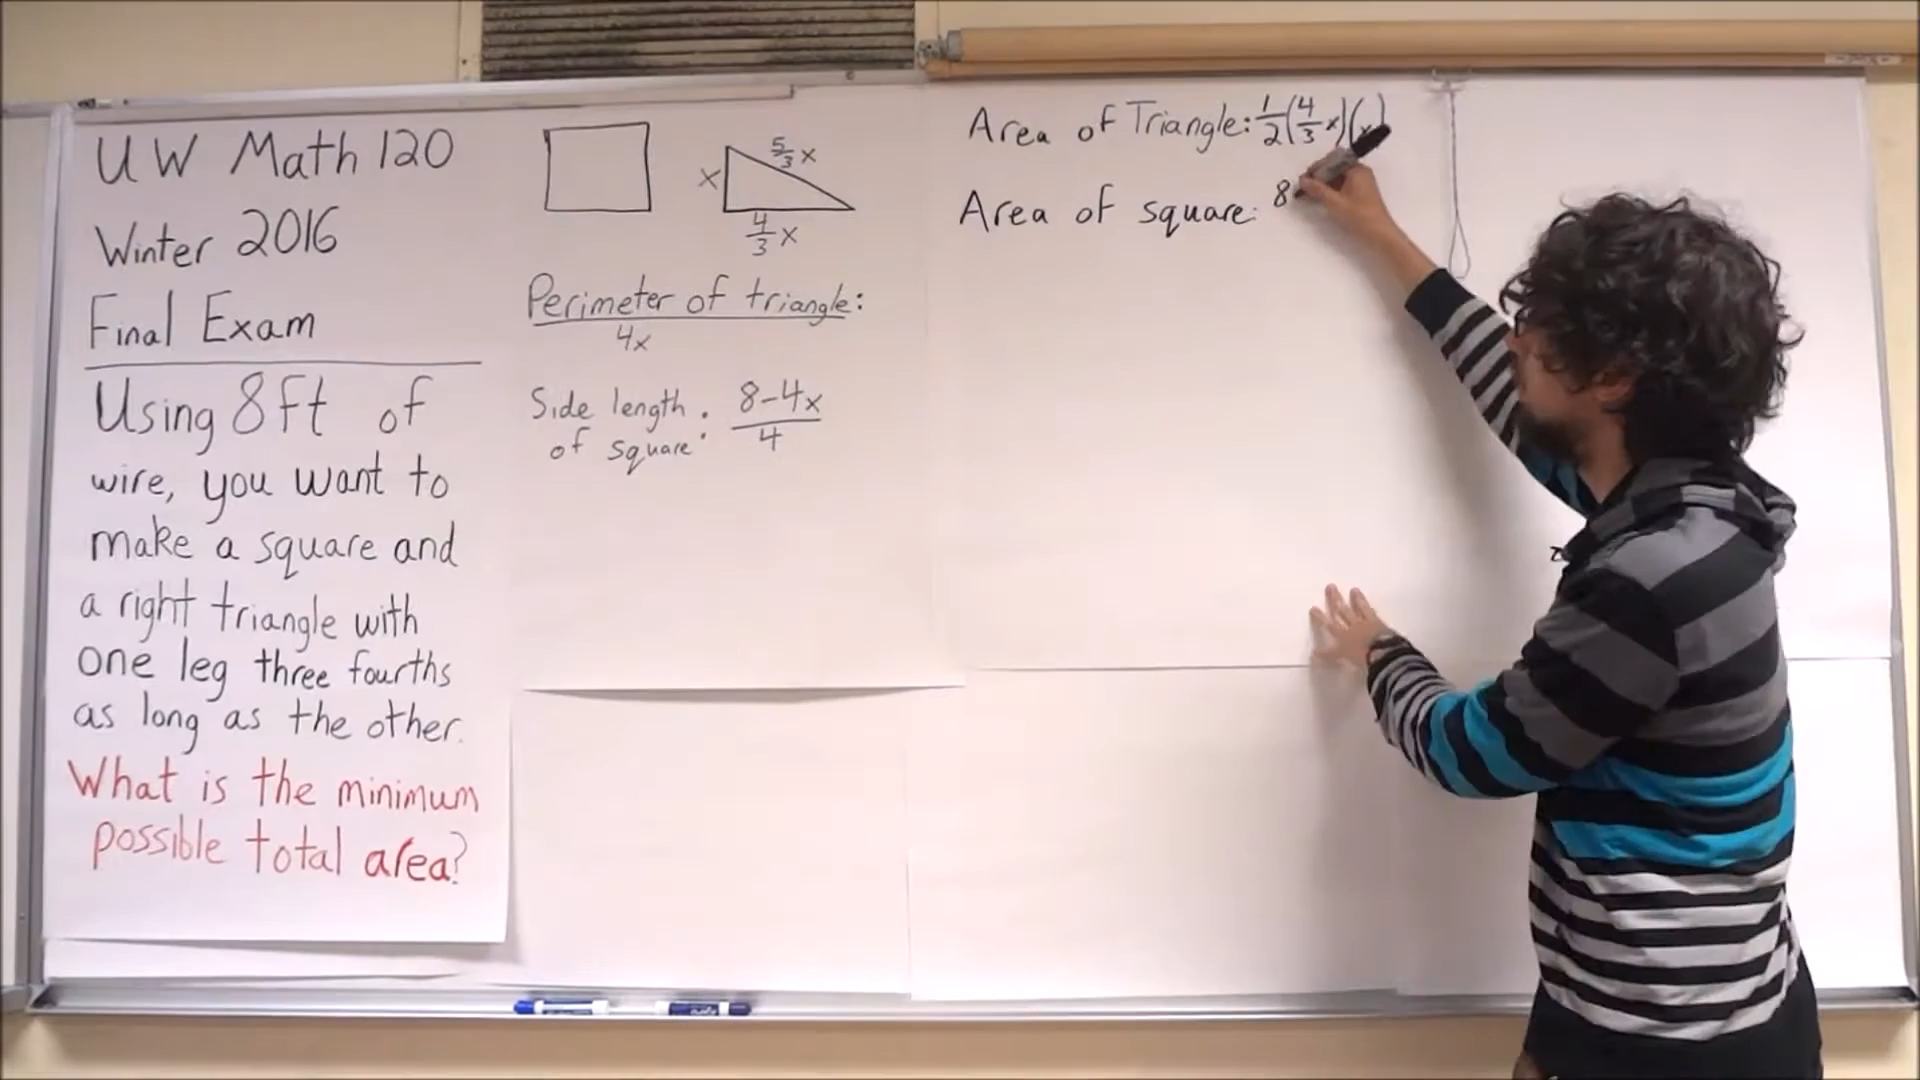 UW Math 120
Winter 2016
Final Exam
Using 8ft of
wire, you want to
make a square and
a right triangle with
one leg three fourths
as long as the other.
What is the minimum
possible total area?
x
5/3 x
4/3 x
Perimeter of triangle:
4x
Side length of square: (8-4x)/4
Area of Triangle: 1/2(4/3 x)(x)
Area of square: 8